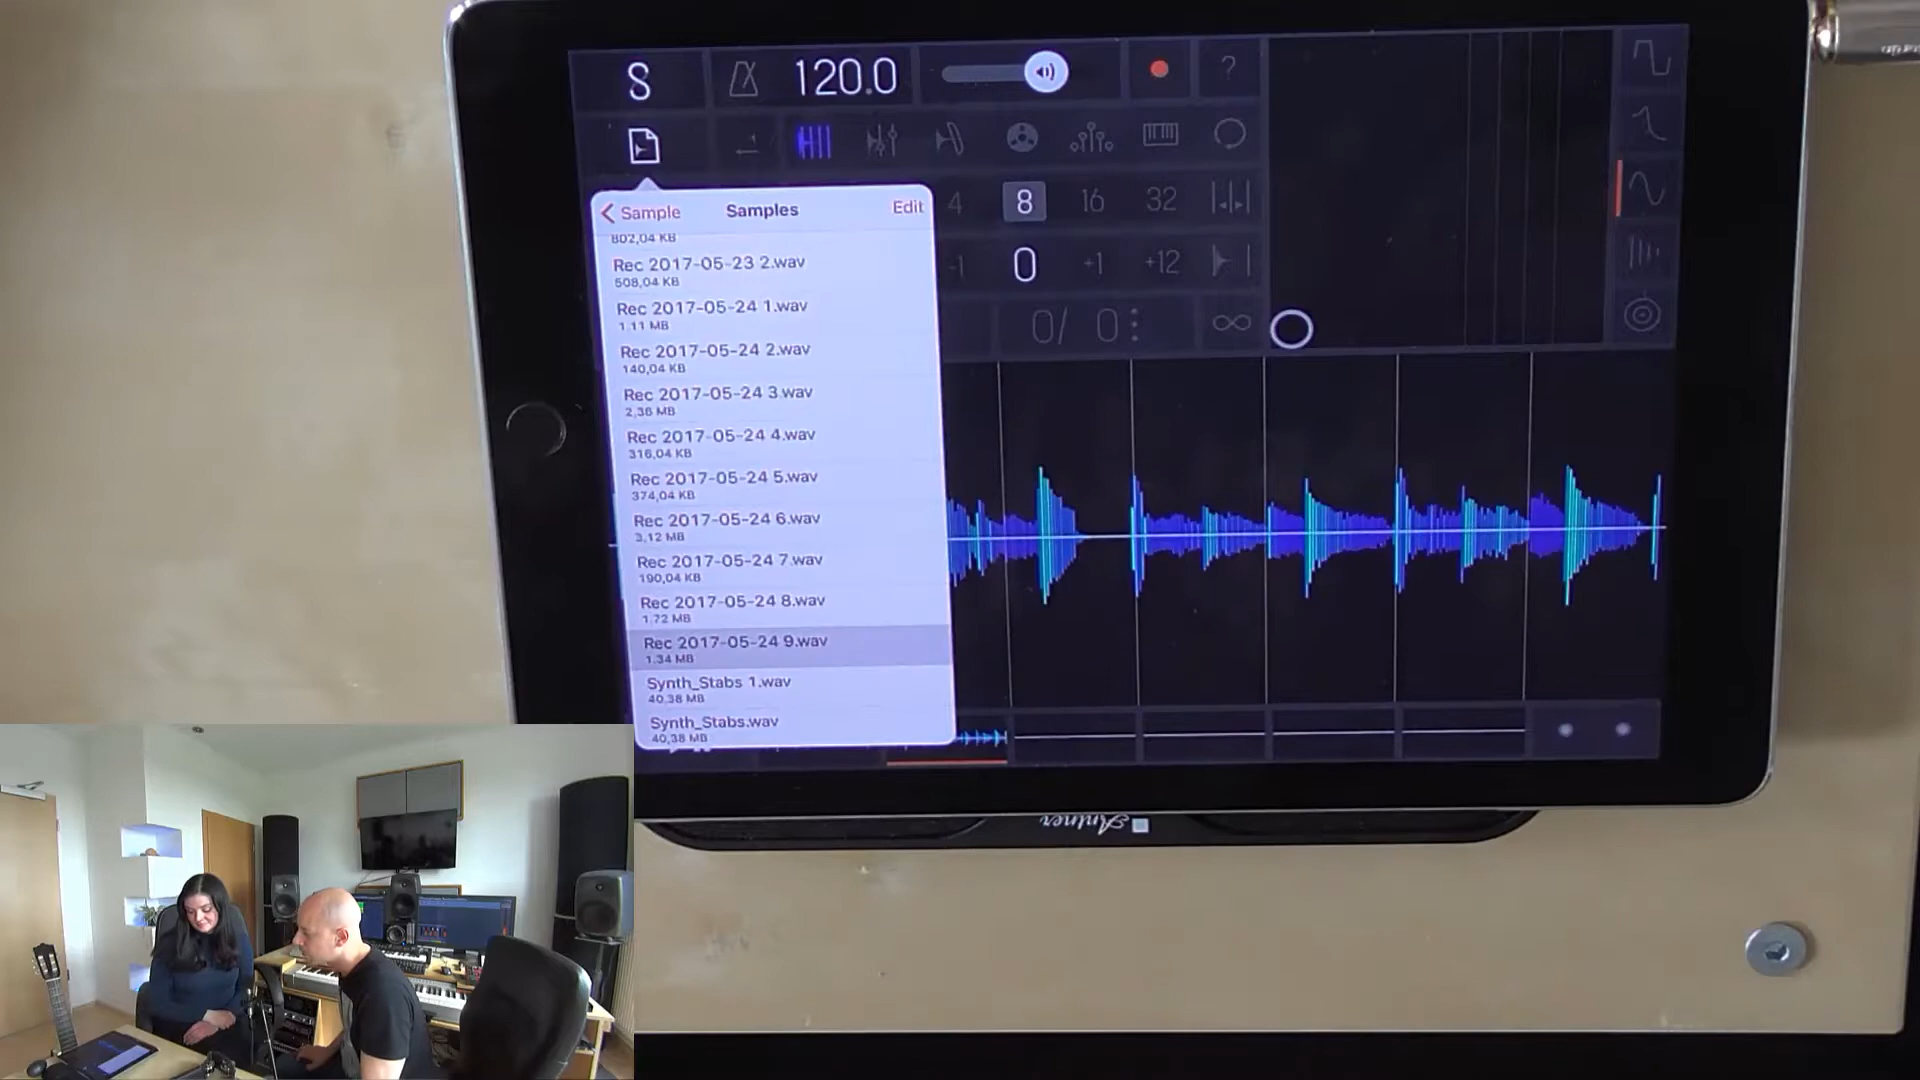 S 120.0 ?
4 8 16 32
-1 0 +1 +12
0/ 0
Sample Samples Edit
802,04 KB
Rec 2017-05-23 2.wav
508,04 KB
Rec 2017-05-24 1.wav
1.11 MB
Rec 2017-05-24 2.wav
140,04 KB
Rec 2017-05-24 3.wav
2,36 MB
Rec 2017-05-24 4.wav
316,04 KB
Rec 2017-05-24 5.wav
374,04 KB
Rec 2017-05-24 6.wav
3,12 MB
Rec 2017-05-24 7.wav
190,04 KB
Rec 2017-05-24 8.wav
1.72 MB
Rec 2017-05-24 9.wav
1.34 MB
Synth_Stabs 1.wav
40,38 MB
Synth_Stabs.wav
40,38 MB